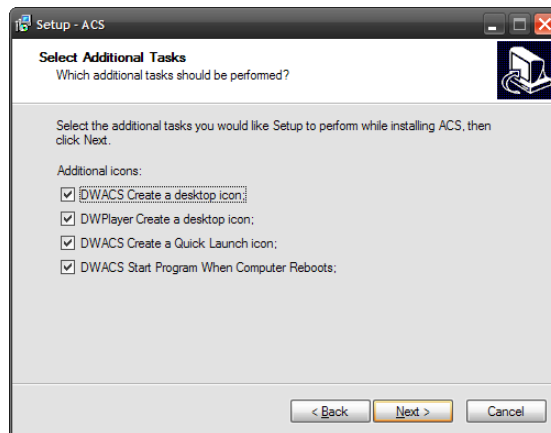 Setup - ACS
Select Additional Tasks
Which additional tasks should be performed?
Select the additional tasks you would like Setup to perform while installing ACS, then
click Next.
Additional icons:
DWACS Create a desktop icon;
DWPlayer Create a desktop icon;
DWACS Create a Quick Launch icon;
DWACS Start Program When Computer Reboots;
< Back
Next >
Cancel